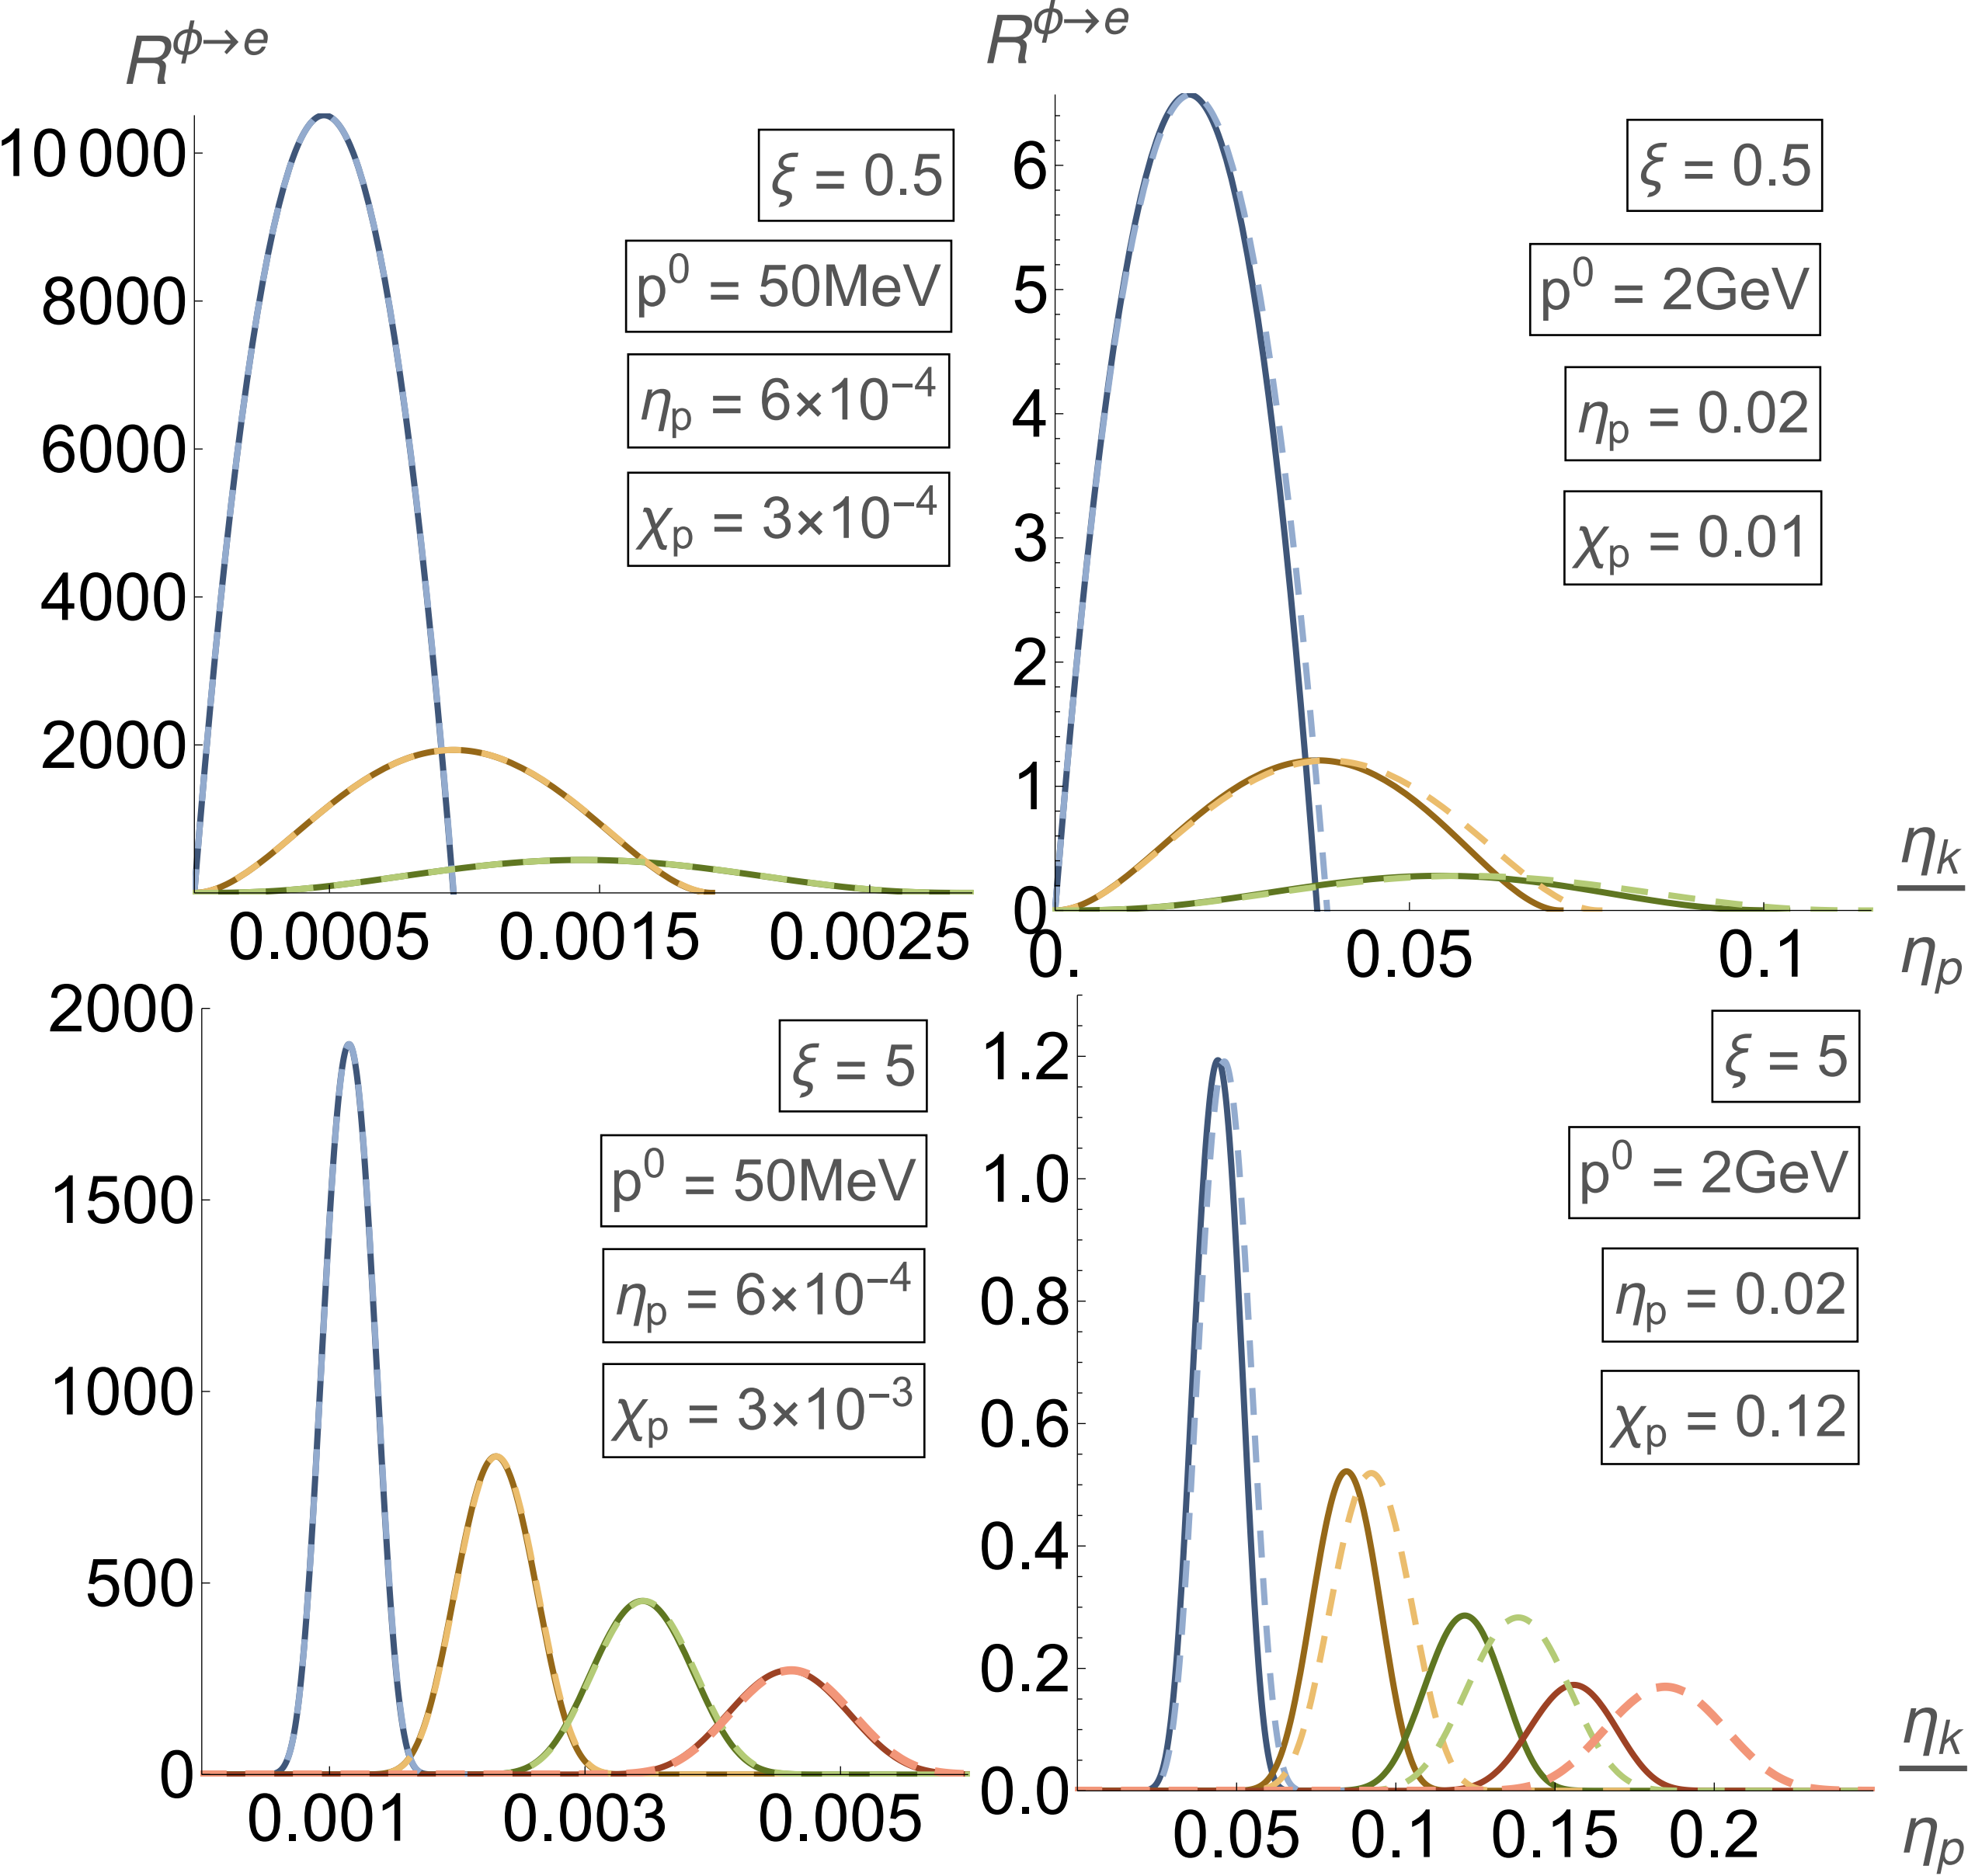 R^{ϕ→e}
10 000
8000
6000
4000
2000
0.0005 0.0015 0.0025
ξ = 0.5
p^0 = 50MeV
η_p = 6×10^{−4}
χ_p = 3×10^{−4}
R^{ϕ→e}
6
5
4
3
2
1
0
0. 0.05 0.1
ξ = 0.5
p^0 = 2GeV
η_p = 0.02
χ_p = 0.01
η_k
η_p
2000
1500
1000
500
0
0.001 0.003 0.005
ξ = 5
p^0 = 50MeV
η_p = 6×10^{−4}
χ_p = 3×10^{−3}
1.2
1.0
0.8
0.6
0.4
0.2
0.0
0.05 0.1 0.15 0.2
ξ = 5
p^0 = 2GeV
η_p = 0.02
χ_p = 0.12
η_k
η_p